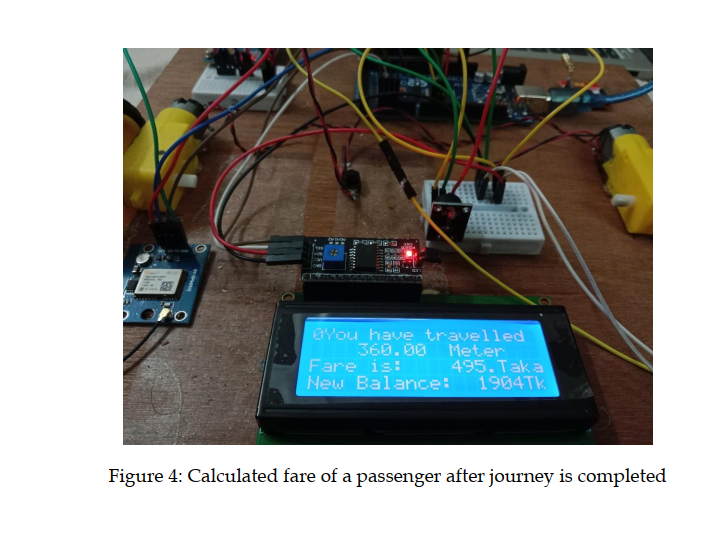 0You have travelled
360.00 Meter
Fare is: 495.Taka
New Balance: 1904Tk
Figure 4: Calculated fare of a passenger after journey is completed